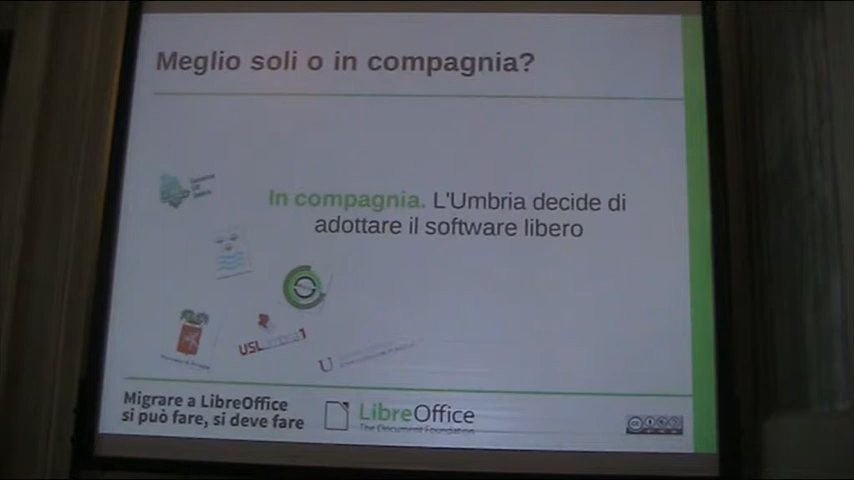 Meglio soli o in compagnia?
In compagnia. L'Umbria decide di
adottare il software libero
USL
Migrare a LibreOffice
si può fare, si deve fare
LibreOffice
The Document Foundation